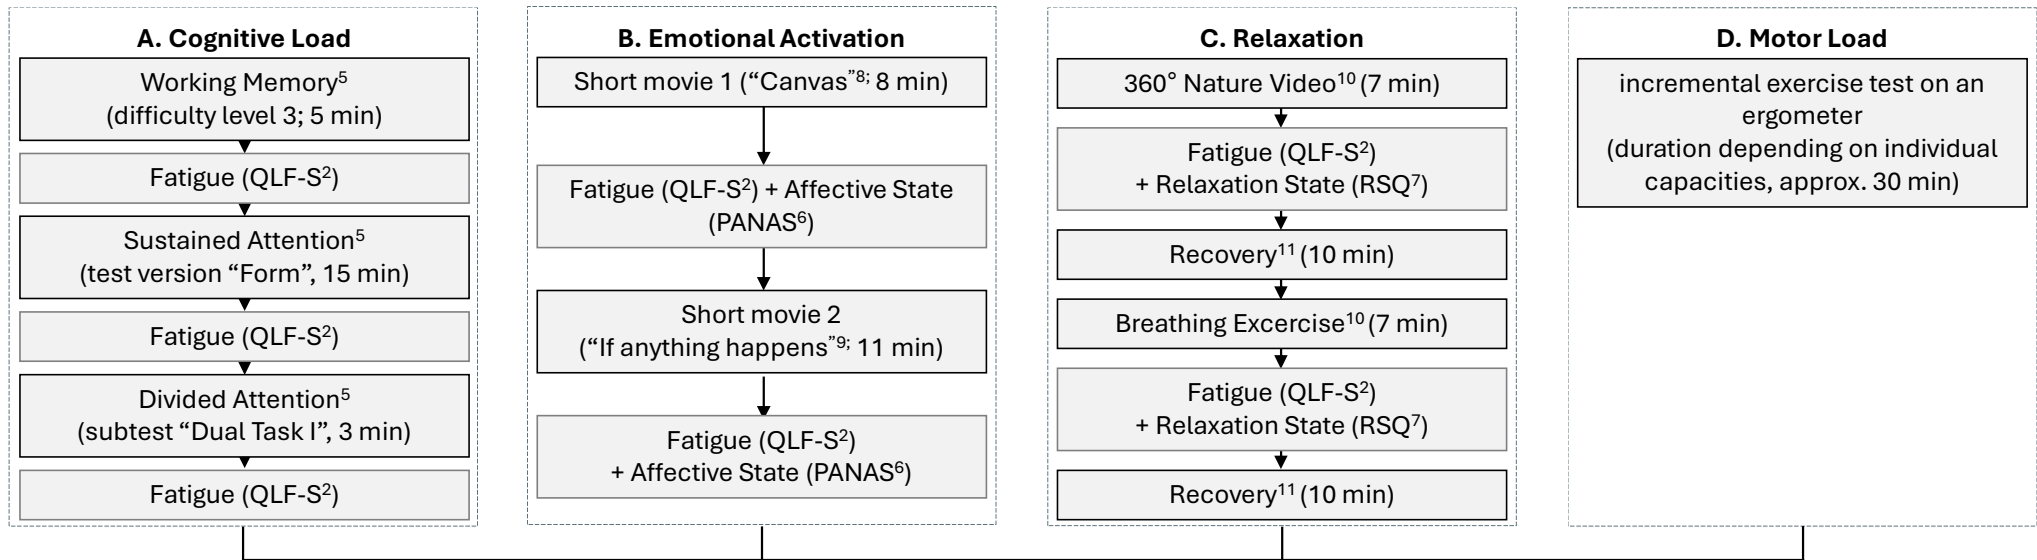 A. Cognitive Load
Working Memory⁵
(difficulty level 3; 5 min)
Fatigue (QLF-S²)
Sustained Attention⁵
(test version “Form”, 15 min)
Fatigue (QLF-S²)
Divided Attention⁵
(subtest “Dual Task I”, 3 min)
Fatigue (QLF-S²)
B. Emotional Activation
Short movie 1 (“Canvas”⁸; 8 min)
Fatigue (QLF-S²) + Affective State
(PANAS⁶)
Short movie 2
(“If anything happens”⁹; 11 min)
Fatigue (QLF-S²)
+ Affective State (PANAS⁶)
C. Relaxation
360° Nature Video¹⁰ (7 min)
Fatigue (QLF-S²)
+ Relaxation State (RSQ⁷)
Recovery¹¹ (10 min)
Breathing Excercise¹⁰ (7 min)
Fatigue (QLF-S²)
+ Relaxation State (RSQ⁷)
Recovery¹¹ (10 min)
D. Motor Load
incremental exercise test on an
ergometer
(duration depending on individual
capacities, approx. 30 min)